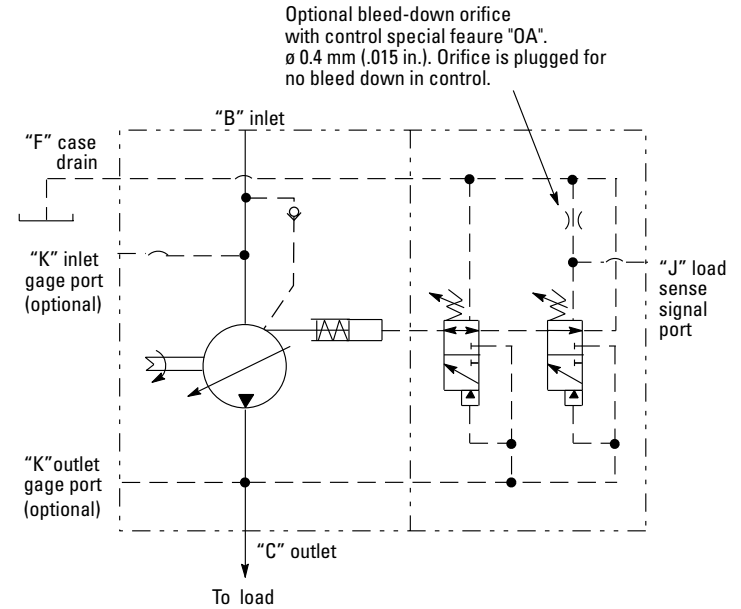 Optional bleed-down orifice
with control special feaure "OA".
ø 0.4 mm (.015 in.). Orifice is plugged for
no bleed down in control.
“B” inlet
“F” case
drain
“K” inlet
gage port
(optional)
“J” load
sense
signal
port
“K”outlet
gage port
(optional)
“C” outlet
To load